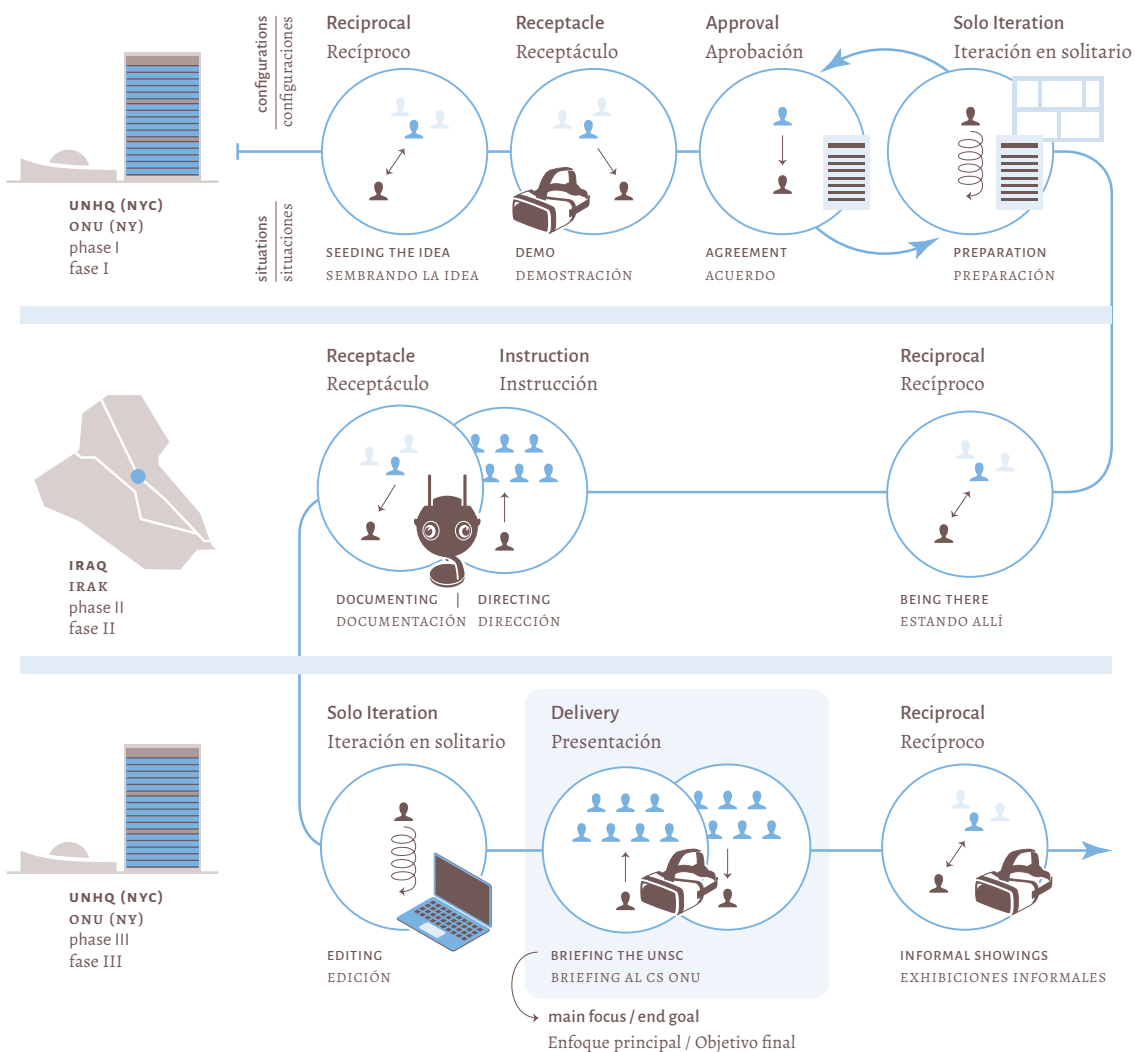 configurations
configuraciones
Reciprocal
Recíproco
Receptacle
Receptáculo
Approval
Aprobación
Solo Iteration
Iteración en solitario
UNHQ (NYC)
ONU (NY)
phase I
fase I
situations
situaciones
SEEDING THE IDEA
SEMBRANDO LA IDEA
DEMO
DEMOSTRACIÓN
AGREEMENT
ACUERDO
PREPARATION
PREPARACIÓN
Receptacle
Receptáculo
Instruction
Instrucción
Reciprocal
Recíproco
IRAQ
IRAK
phase II
fase II
DOCUMENTING | DIRECTING
DOCUMENTACIÓN DIRECCIÓN
BEING THERE
ESTANDO ALLÍ
Solo Iteration
Iteración en solitario
Delivery
Presentación
Reciprocal
Recíproco
UNHQ (NYC)
ONU (NY)
phase III
fase III
EDITING
EDICIÓN
BRIEFING THE UNSC
BRIEFING AL CS ONU
INFORMAL SHOWINGS
EXHIBICIONES INFORMALES
main focus / end goal
Enfoque principal / Objetivo final